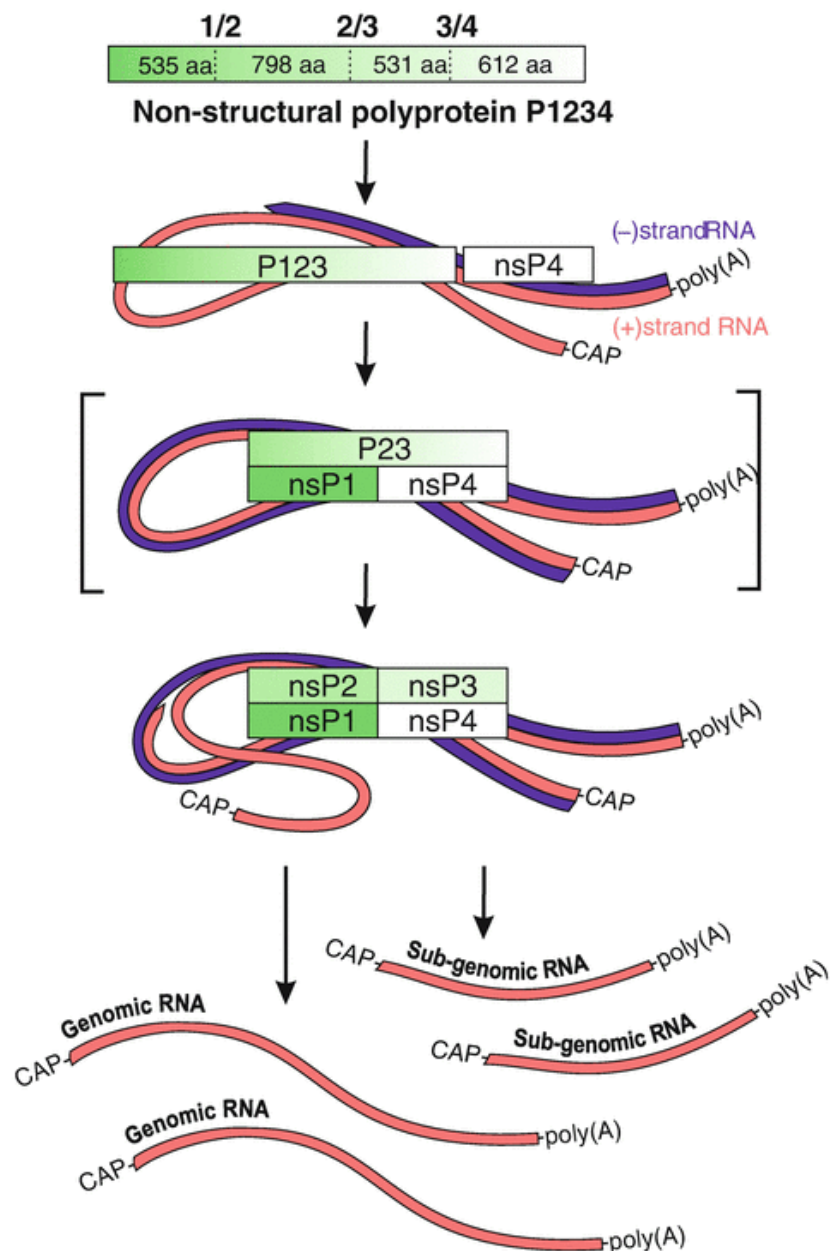 1/2 2/3 3/4
535 aa 798 aa 531 aa 612 aa
Non-structural polyprotein P1234
(–)strandRNA
P123 nsP4
poly(A)
(+)strand RNA
CAP
P23
nsP1 nsP4
poly(A)
CAP
nsP2 nsP3
nsP1 nsP4
poly(A)
CAP
CAP
CAP Sub-genomic RNA poly(A)
CAP Sub-genomic RNA poly(A)
CAP Genomic RNA poly(A)
CAP Genomic RNA poly(A)